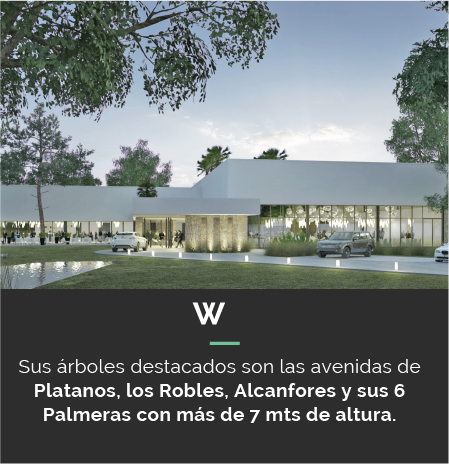 W
Sus árboles destacados son las avenidas de
Platanos, los Robles, Alcanfores y sus 6
Palmeras con más de 7 mts de altura.